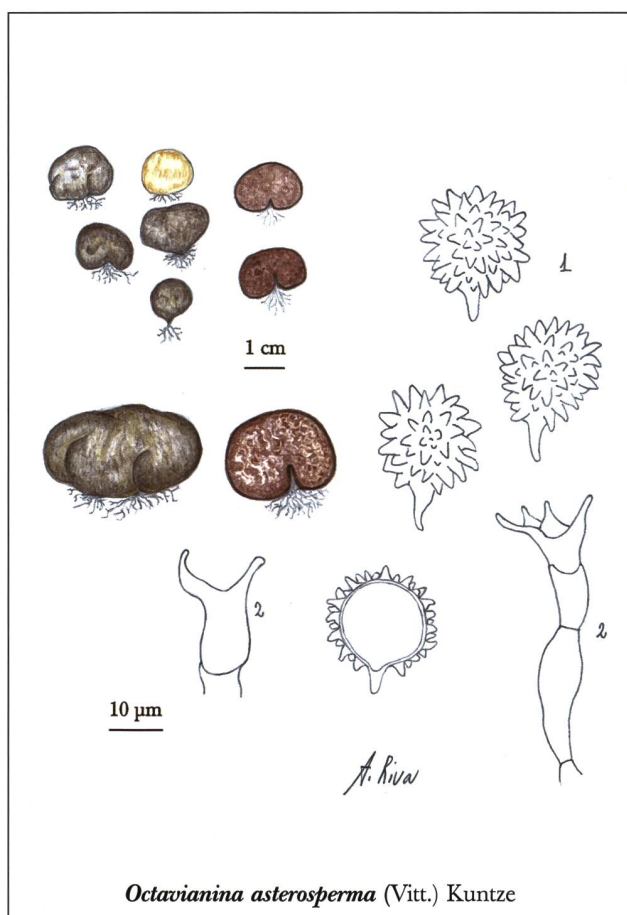 1
1 cm
2
2
10 µm
A. Riva
Octavianina asterosperma (Vitt.) Kuntze